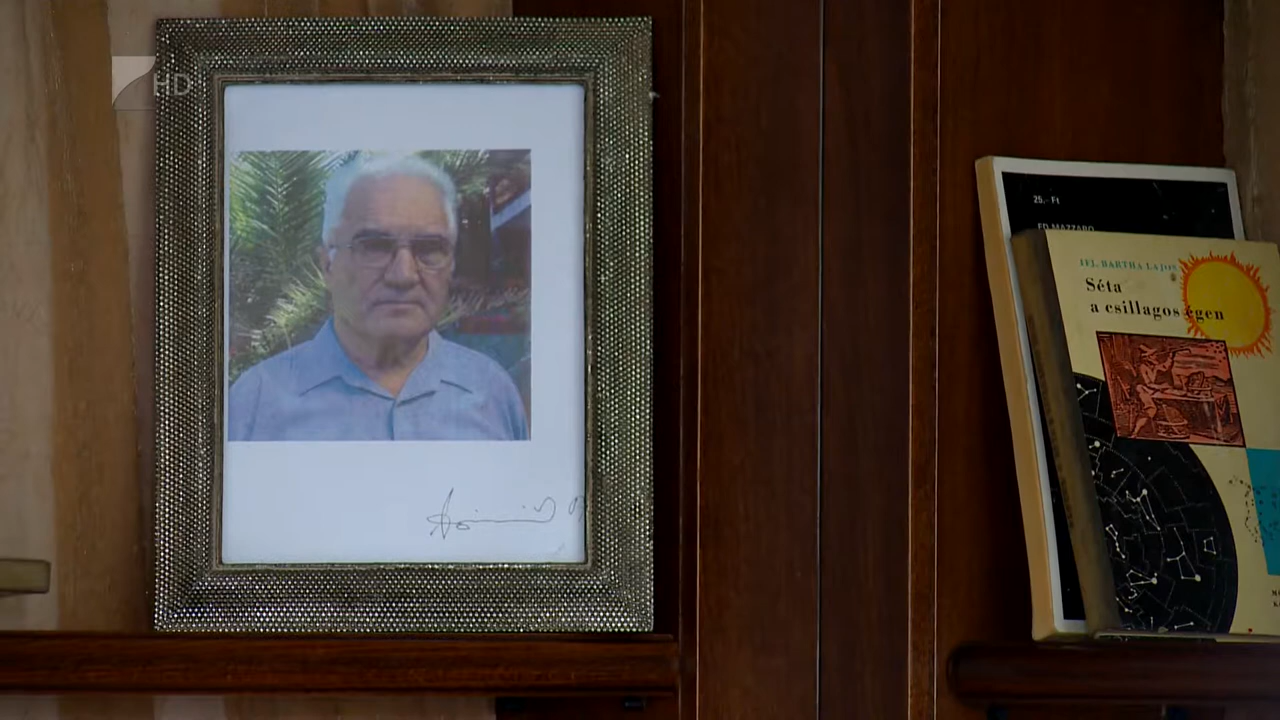 HD
25,- Ft
ED MAZZARO
IFJ. BARTHA LAJOS
Séta
a csillagos égen